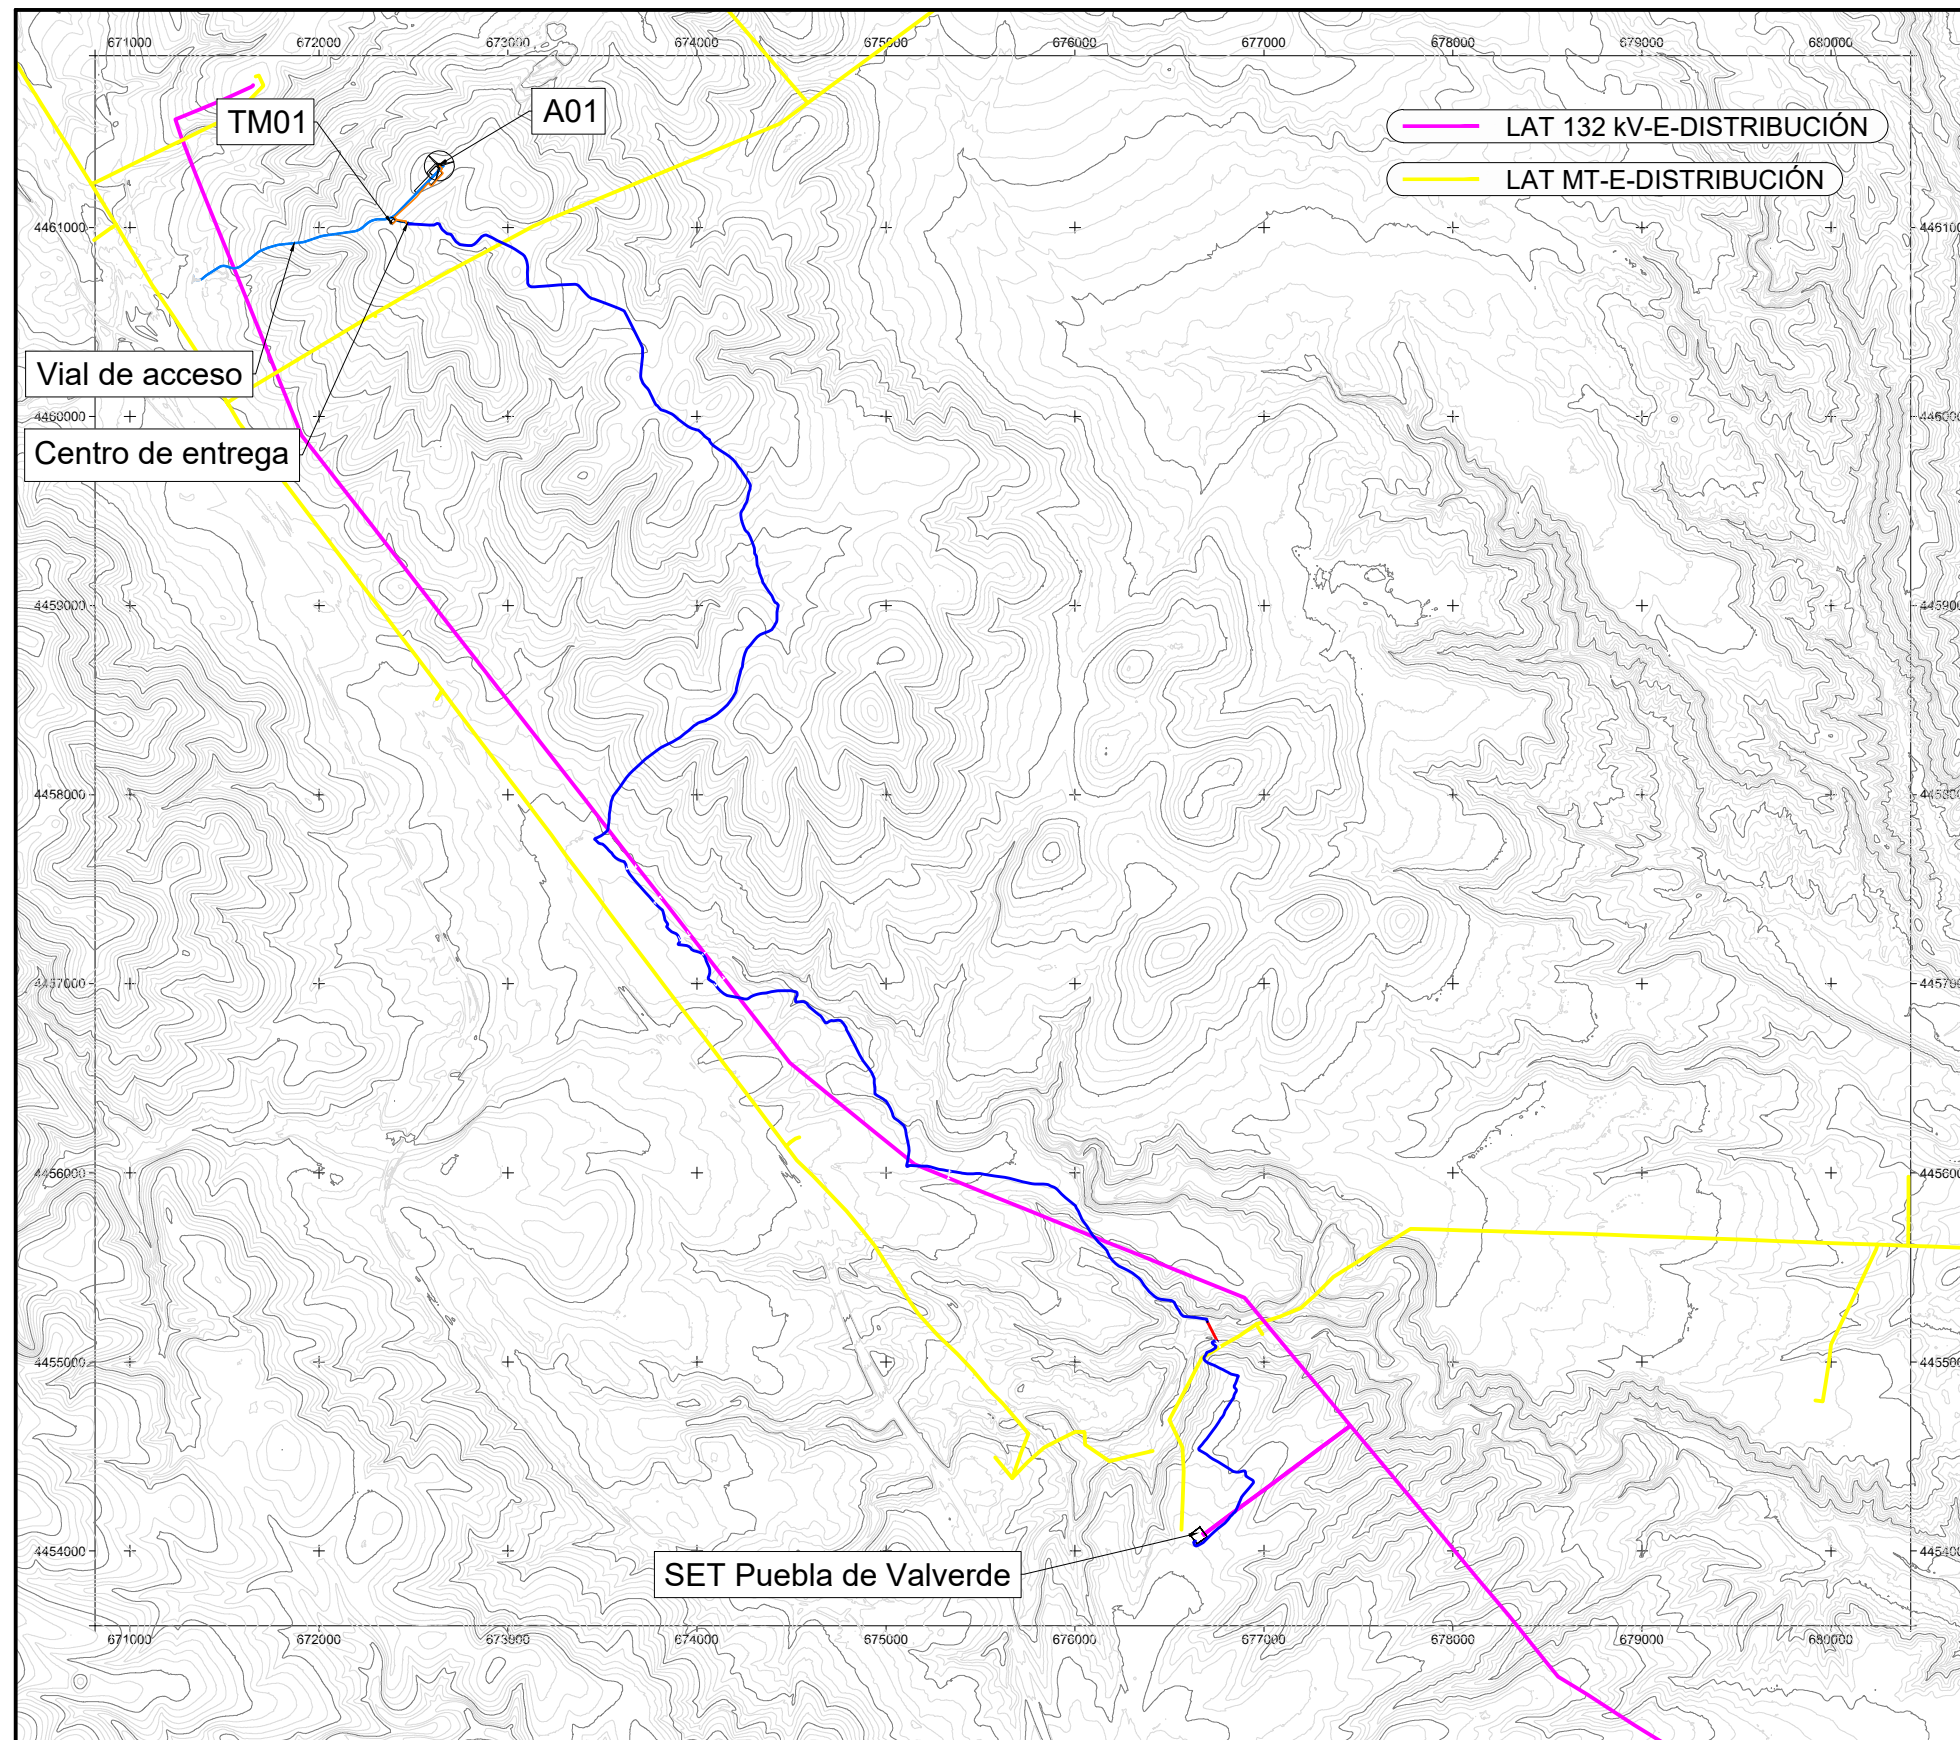 671000 672000 673000 674000 675000 676000 677000 678000 679000 680000
TM01
A01
LAT 132 kV-E-DISTRIBUCIÓN
LAT MT-E-DISTRIBUCIÓN
4461000
Vial de acceso
4460000
Centro de entrega
4459000
4458000
4457000
4456000
4455000
4454000
SET Puebla de Valverde
671000 672000 673000 674000 675000 676000 677000 678000 679000 680000